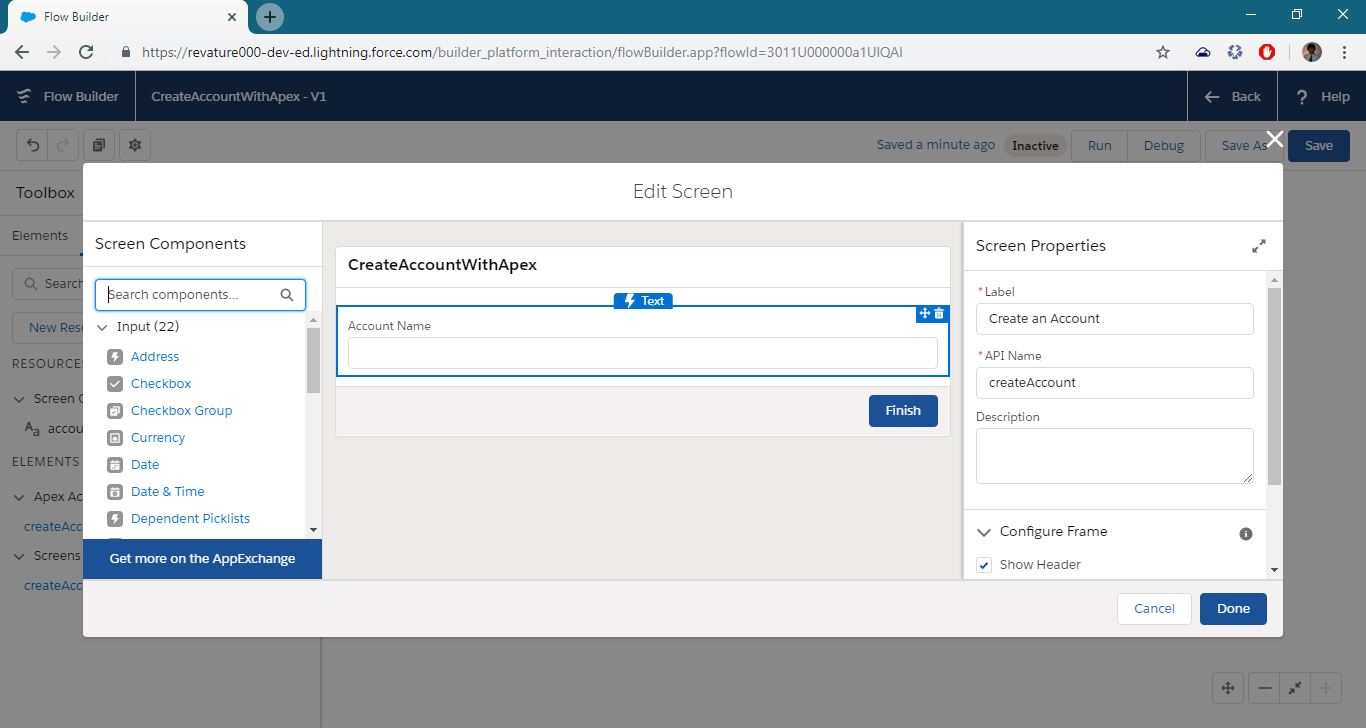 Flow Builder
https://revature000-dev-ed.lightning.force.com/builder_platform_interaction/flowBuilder.app?flowId=3011U000000a1UIQAI
Flow Builder
CreateAccountWithApex - V1
Back
Help
Saved a minute ago
Inactive
Run
Debug
Save As
Save
Toolbox
Elements
Search
New Res
RESOURCE
Screen C
Aa accou
ELEMENTS
Apex Ac
createAcc
Screens
createAcc
Edit Screen
Screen Components
Search components...
Input (22)
Address
Checkbox
Checkbox Group
Currency
Date
Date & Time
Dependent Picklists
Get more on the AppExchange
CreateAccountWithApex
Text
Account Name
Finish
Screen Properties
*Label
Create an Account
*API Name
createAccount
Description
Configure Frame
Show Header
Cancel
Done